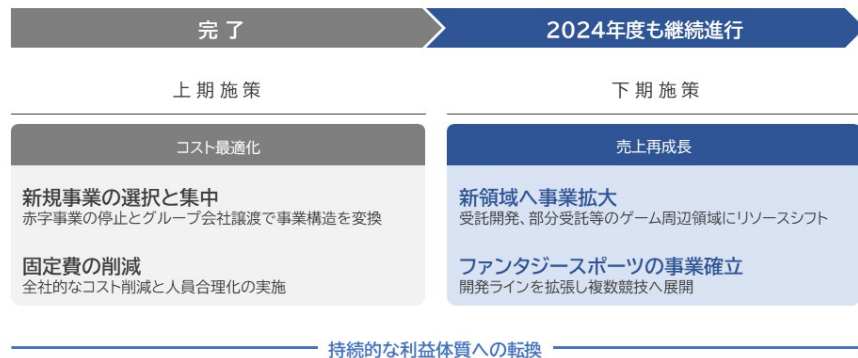 完了
2024年度も継続進行
上期施策
下期施策
コスト最適化
売上再成長
新規事業の選択と集中
赤字事業の停止とグループ会社譲渡で事業構造を変換
固定費の削減
全社的なコスト削減と人員合理化の実施
新領域へ事業拡大
受託開発、部分受託等のゲーム周辺領域にリソースシフト
ファンタジースポーツの事業確立
開発ラインを拡張し複数競技へ展開
持続的な利益体質への転換